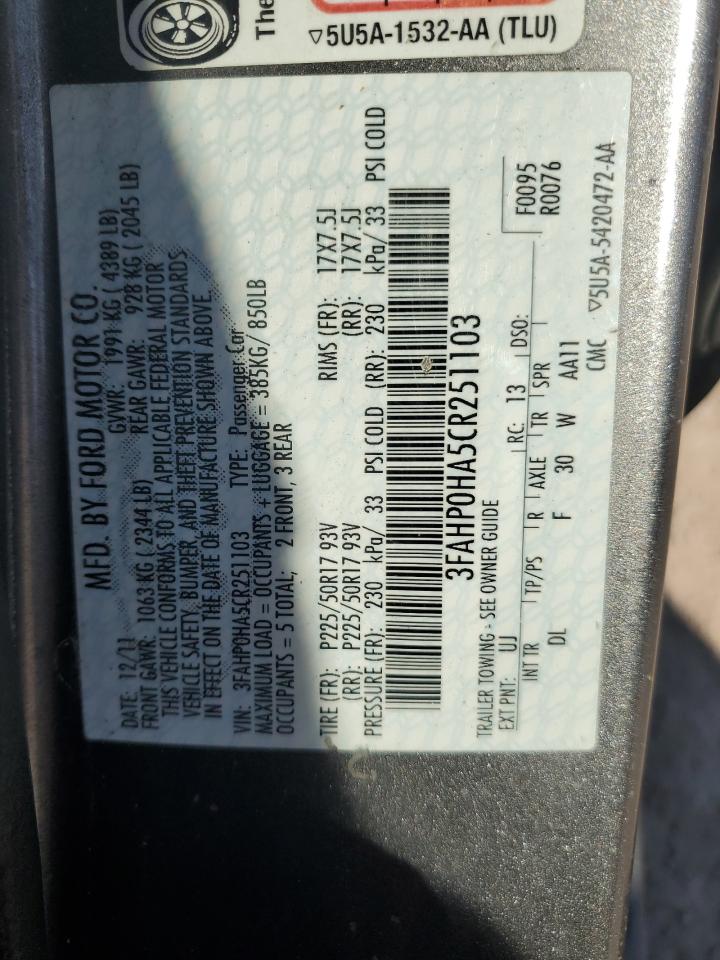 The
▽5U5A-1532-AA (TLU)
MFD. BY FORD MOTOR CO.
DATE: 12/11 GVWR: 1991 KG ( 4389 LB)
FRONT GAWR: 1063 KG ( 2344 LB) REAR GAWR: 928 KG ( 2045 LB)
THIS VEHICLE CONFORMS TO ALL APPLICABLE FEDERAL MOTOR
VEHICLE SAFETY, BUMPER, AND THEFT PREVENTION STANDARDS
IN EFFECT ON THE DATE OF MANUFACTURE SHOWN ABOVE.
VIN: 3FAHP0HA5CR251103 TYPE: Passenger Car
MAXIMUM LOAD = OCCUPANTS + LUGGAGE = 385KG/ 850LB
OCCUPANTS = 5 TOTAL; 2 FRONT, 3 REAR
TIRE (FR): P225/50R17 93V RIMS (FR): 17X7.5J
(RR): P225/50R17 93V (RR): 17X7.5J
PRESSURE (FR): 230 kPa/ 33 PSI COLD (RR): 230 kPa/ 33 PSI COLD
3FAHP0HA5CR251103
F0095
R0076
TRAILER TOWING - SEE OWNER GUIDE
EXT PNT: UJ RC: 13 DSO:
INT TR TP/PS R AXLE TR SPR
DL F 30 W AA11
CMC ▽5U5A-5420472-AA